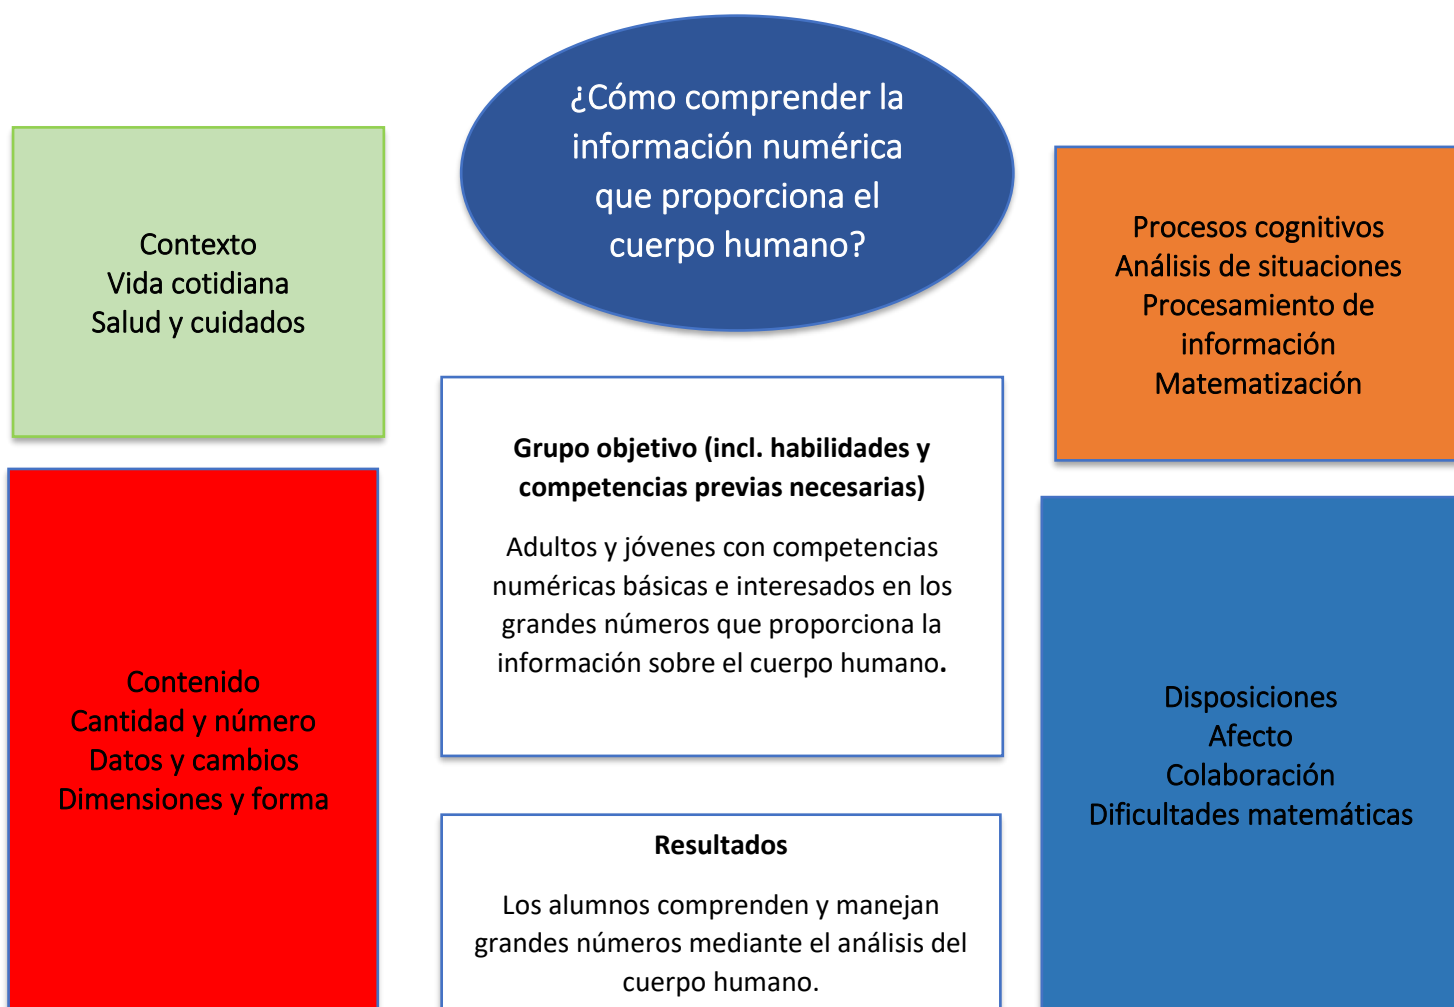 ¿Cómo comprender la
información numérica
que proporciona el
cuerpo humano?
Contexto
Vida cotidiana
Salud y cuidados
Procesos cognitivos
Análisis de situaciones
Procesamiento de
información
Matematización
Grupo objetivo (incl. habilidades y
competencias previas necesarias)
Adultos y jóvenes con competencias
numéricas básicas e interesados en los
grandes números que proporciona la
información sobre el cuerpo humano.
Contenido
Cantidad y número
Datos y cambios
Dimensiones y forma
Disposiciones
Afecto
Colaboración
Dificultades matemáticas
Resultados
Los alumnos comprenden y manejan
grandes números mediante el análisis del
cuerpo humano.